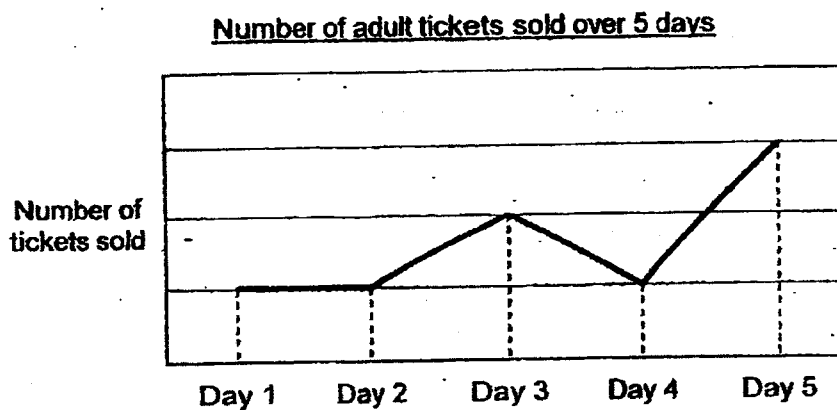 Number of adult tickets sold over 5 days
Number of
tickets sold
Day 1 Day 2 Day 3 Day 4 Day 5